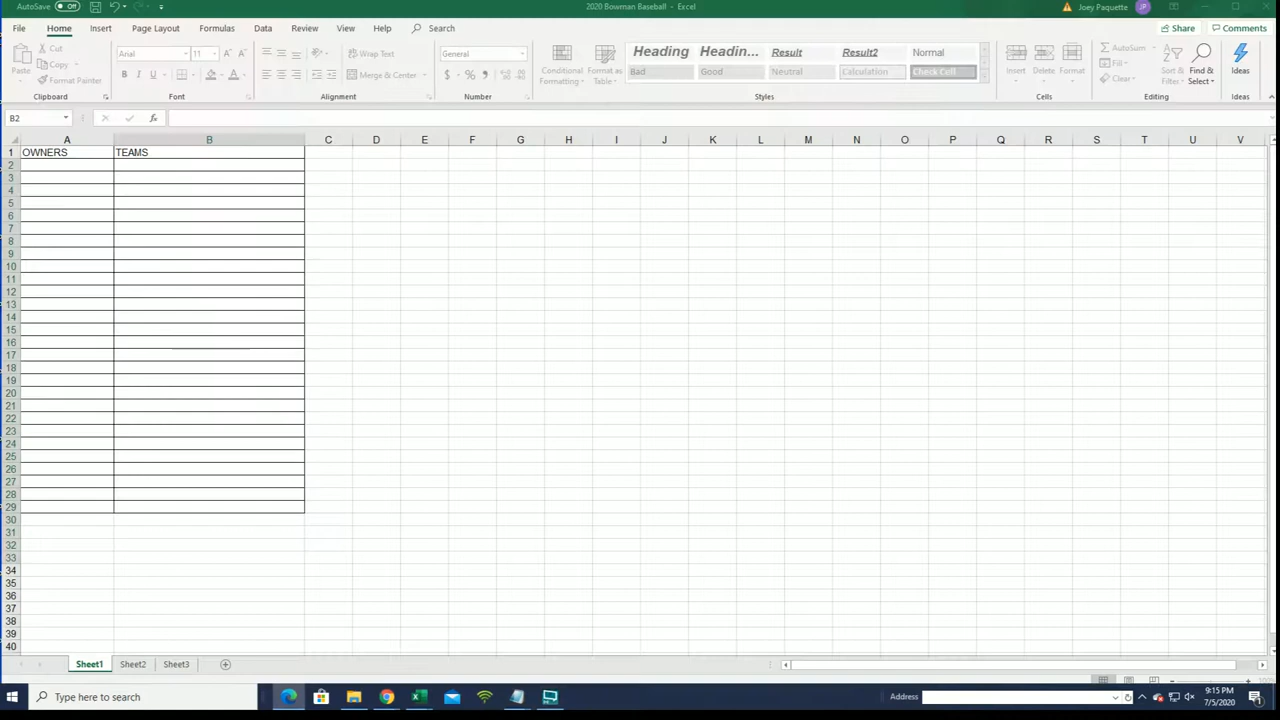 AutoSave Off 2020 Bowman Baseball - Excel Joey Paquette JP
File Home Insert Page Layout Formulas Data Review View Help Search Share Comments
Paste Cut Copy Format Painter Clipboard
Arial 11 B I U Font
Wrap Text Merge & Center Alignment
General $ % , Number
Conditional Formatting Format as Table
Heading Headin... Result Result2 Normal
Bad Good Neutral Calculation Check Cell
Styles
Insert Delete Format Cells
AutoSum Fill Clear Sort & Filter Find & Select Editing
Ideas Ideas
B2 fx
A B C D E F G H I J K L M N O P Q R S T U V
1 OWNERS TEAMS
2
3
4
5
6
7
8
9
10
11
12
13
14
15
16
17
18
19
20
21
22
23
24
25
26
27
28
29
30
31
32
33
34
35
36
37
38
39
40
Sheet1 Sheet2 Sheet3
100%
Type here to search Address 9:15 PM
7/5/2020 1